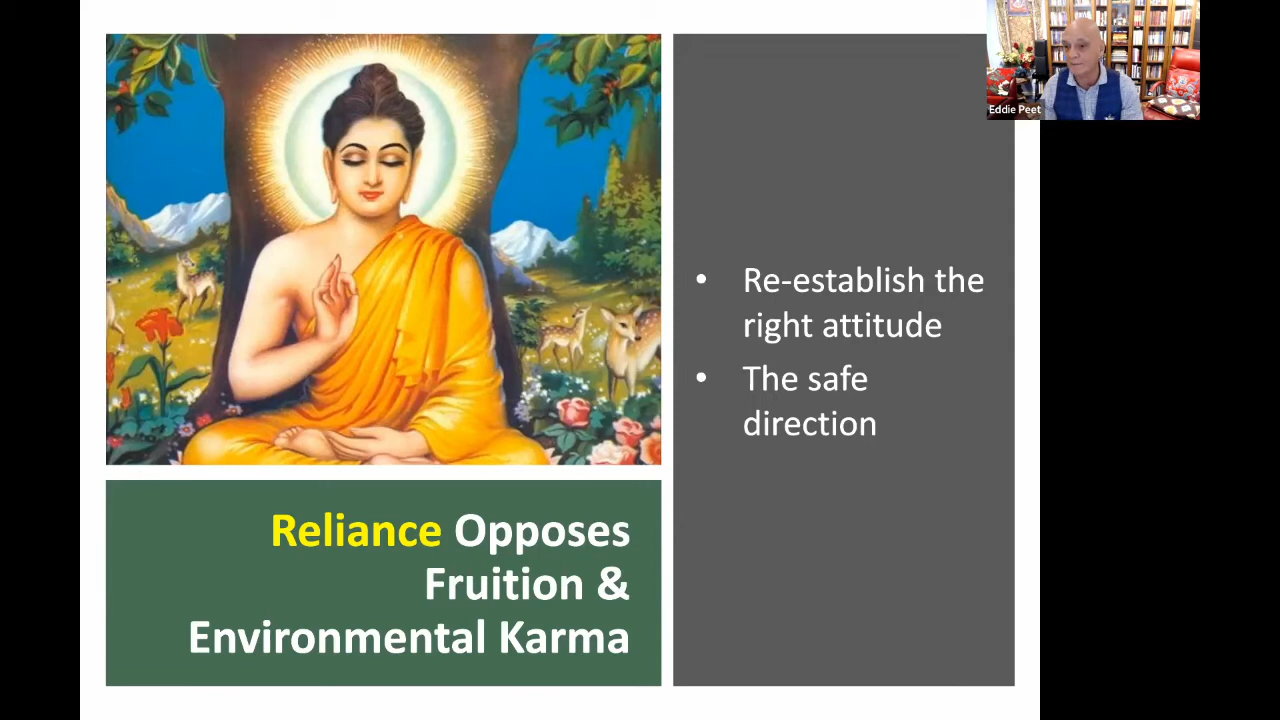 Eddie Peet
• Re-establish the
right attitude
• The safe
direction
Reliance Opposes
Fruition &
Environmental Karma